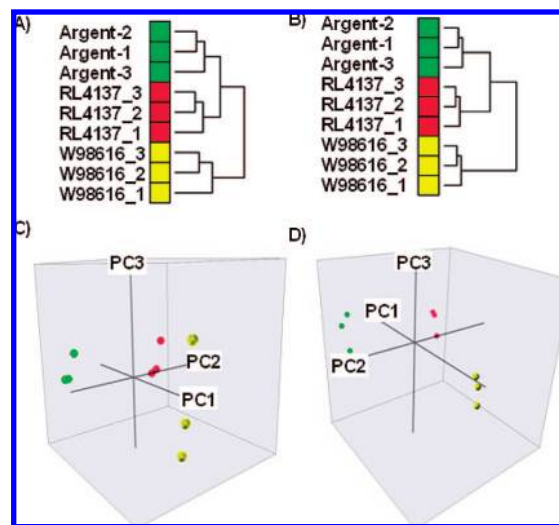 A)
Argent-2
Argent-1
Argent-3
RL4137_3
RL4137_2
RL4137_1
W98616_3
W98616_2
W98616_1
B)
Argent-2
Argent-1
Argent-3
RL4137_3
RL4137_2
RL4137_1
W98616_3
W98616_2
W98616_1
C)
PC3
PC2
PC1
D)
PC3
PC1
PC2